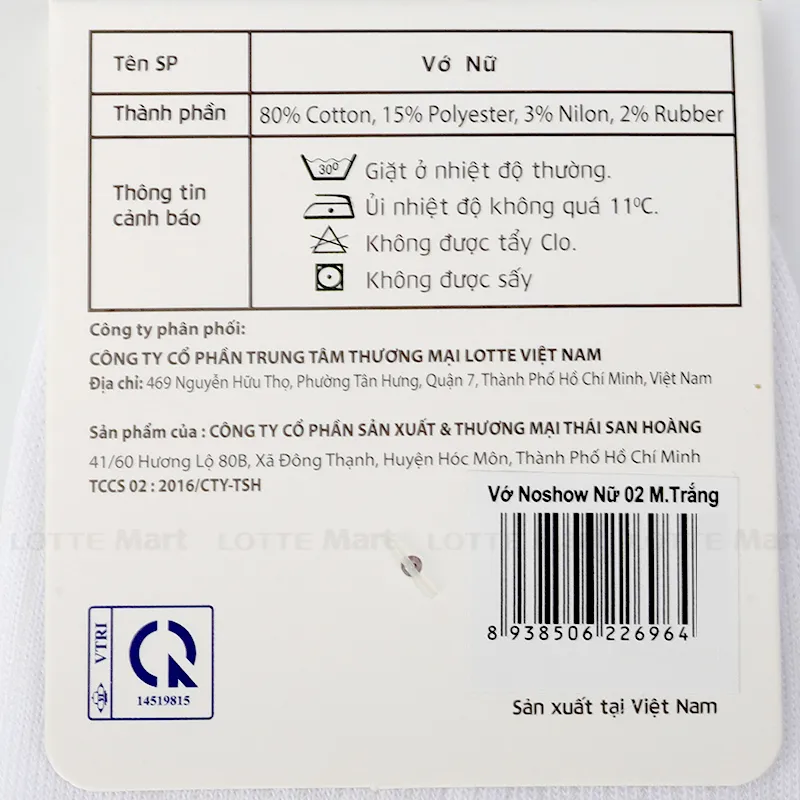 Tên SP
Vớ Nữ
Thành phần
80% Cotton, 15% Polyester, 3% Nilon, 2% Rubber
Thông tin
cảnh báo
30⁰ Giặt ở nhiệt độ thường.
Ủi nhiệt độ không quá 11⁰C.
Không được tẩy Clo.
Không được sấy
Công ty phân phối:
CÔNG TY CỔ PHẦN TRUNG TÂM THƯƠNG MẠI LOTTE VIỆT NAM
Địa chỉ: 469 Nguyễn Hữu Thọ, Phường Tân Hưng, Quận 7, Thành Phố Hồ Chí Minh, Việt Nam
Sản phẩm của : CÔNG TY CỔ PHẦN SẢN XUẤT & THƯƠNG MẠI THÁI SAN HOÀNG
41/60 Hương Lộ 80B, Xã Đông Thạnh, Huyện Hóc Môn, Thành Phố Hồ Chí Minh
TCCS 02 : 2016/CTY-TSH
Vớ Noshow Nữ 02 M.Trắng
LOTTE Mart LOTTE Mart LOTTE Mart
8 938506 226964
VTRI
14519815
Sản xuất tại Việt Nam